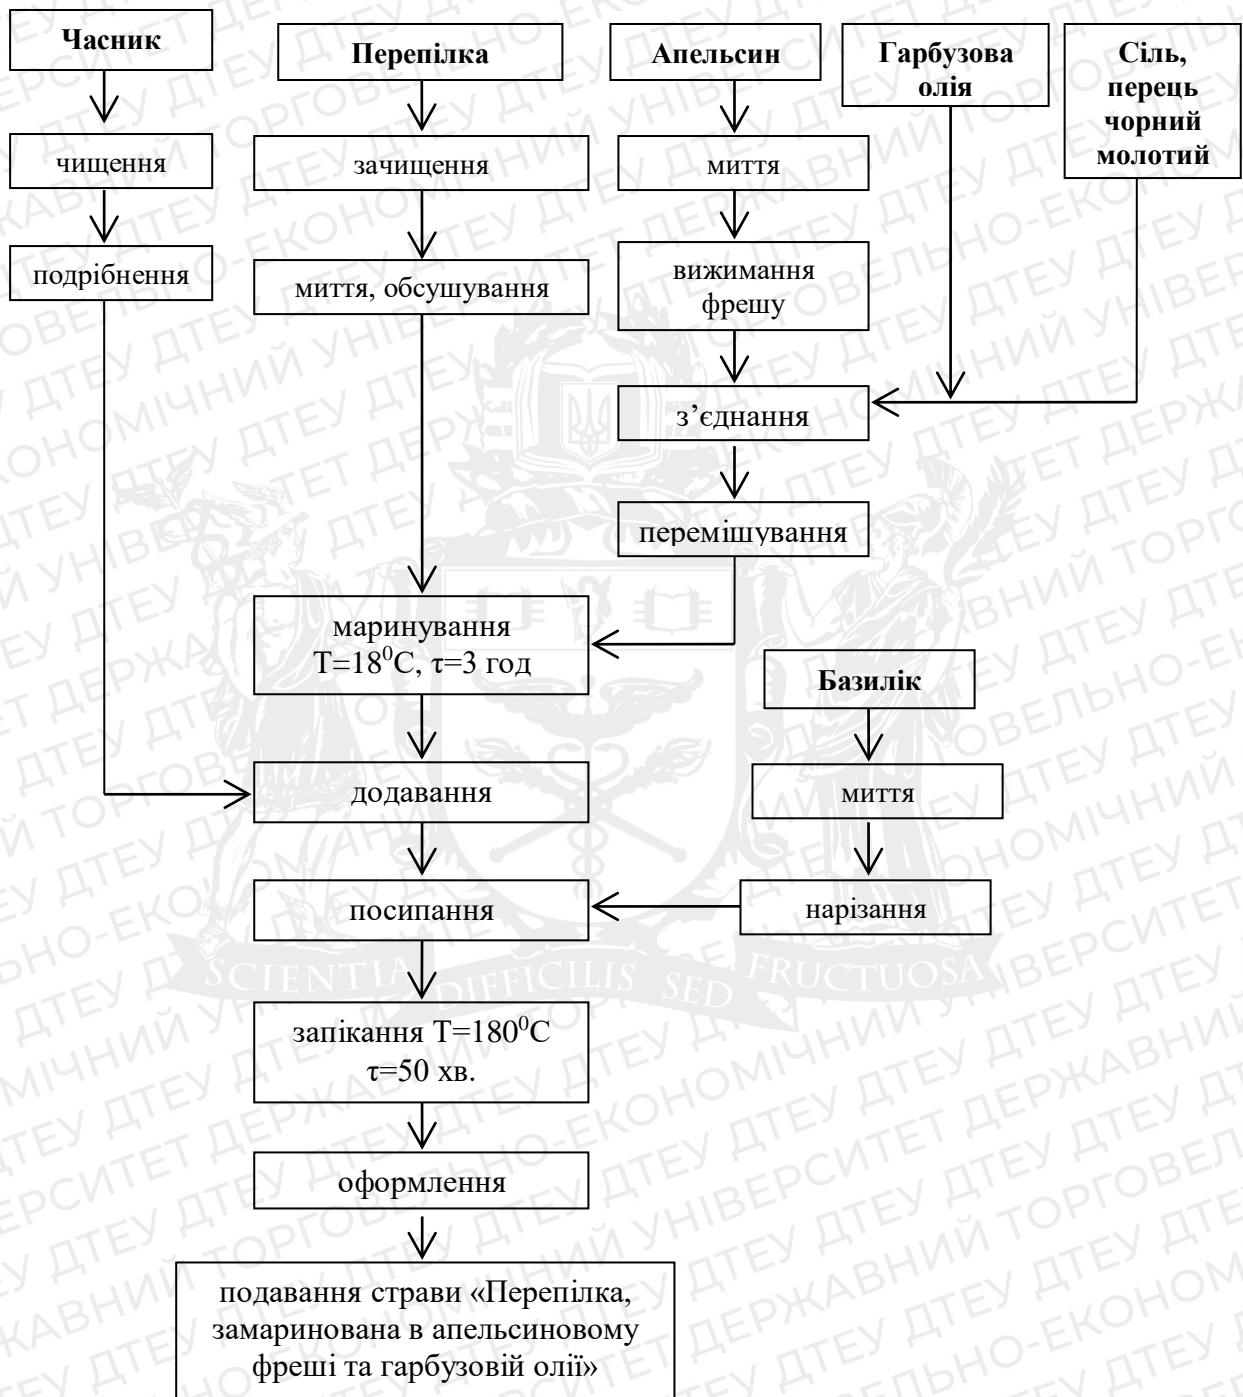 Часник
Перепілка
Апельсин
Гарбузова
олія
Сіль,
перець
чорний
молотий
чищення
зачищення
миття
подрібнення
миття, обсушування
вижимання
фрешу
з’єднання
перемішування
маринування
T=18⁰C, τ=3 год
Базилік
додавання
миття
посипання
нарізання
SCIENTIA DIFFICILIS SED FRUCTUOSA
запікання T=180⁰C
τ=50 хв.
оформлення
подавання страви «Перепілка,
замаринована в апельсиновому
фреші та гарбузовій олії»